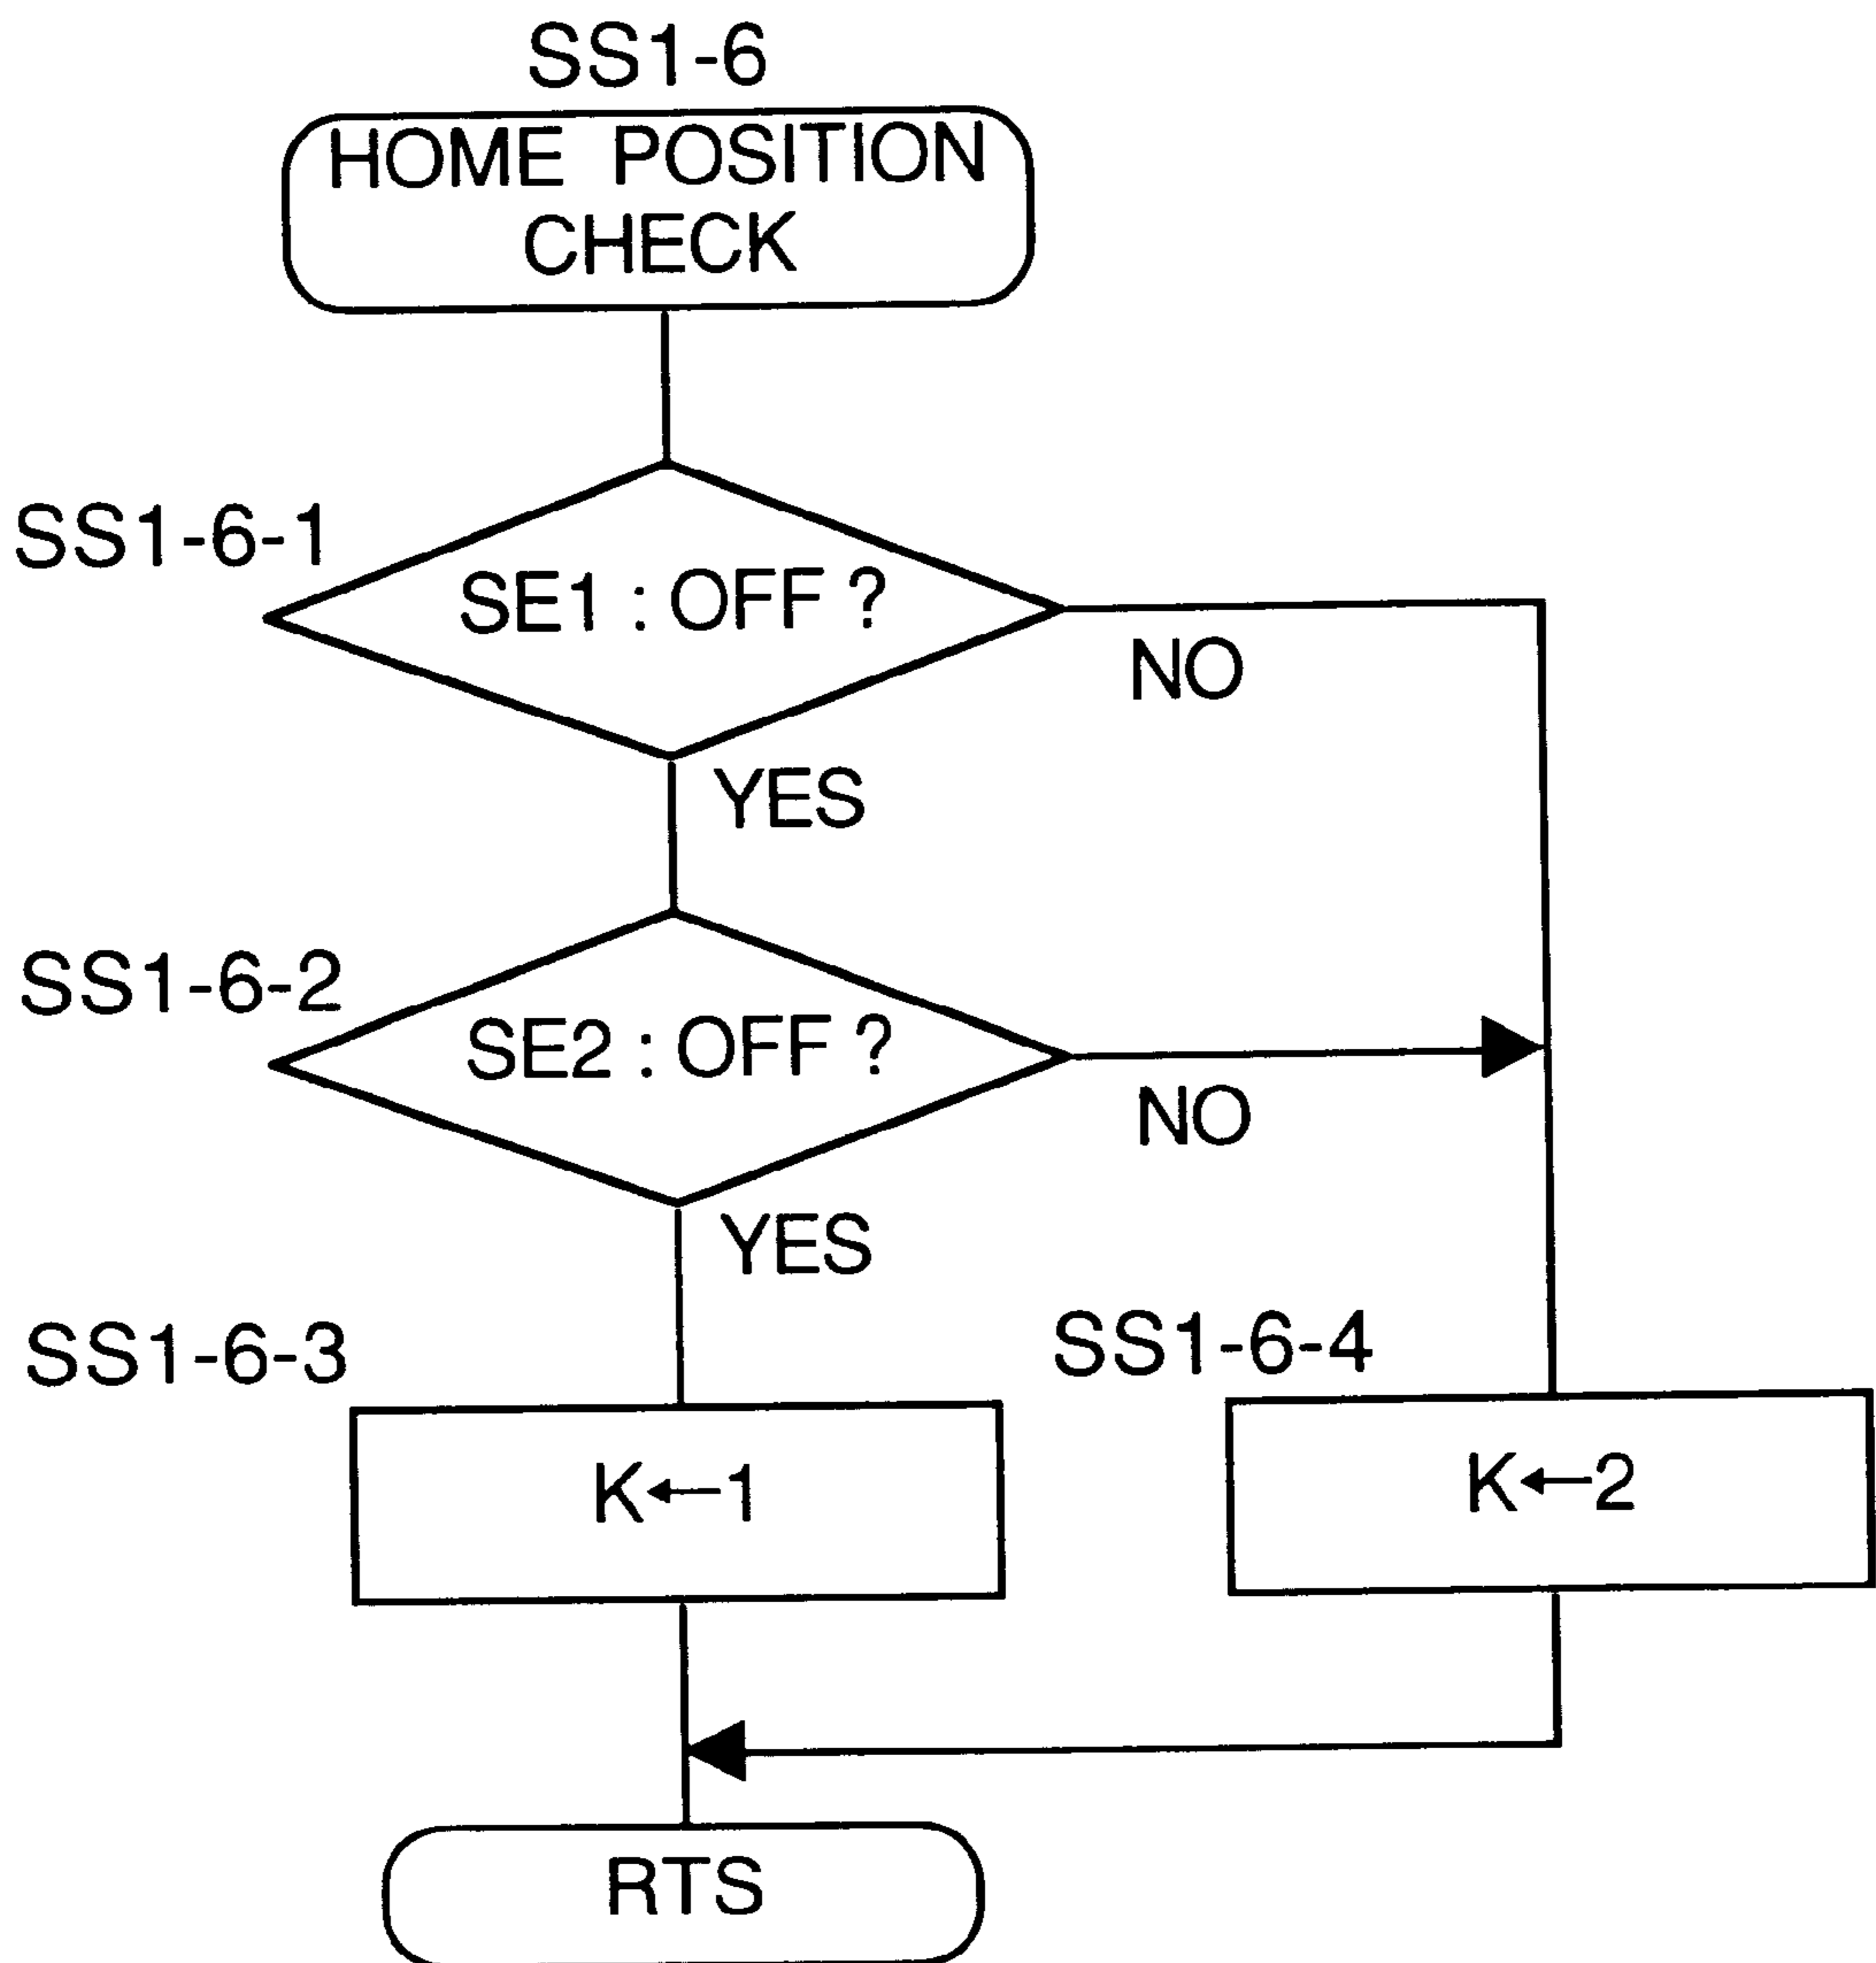 SS1-6
HOME POSITION
CHECK
SS1-6-1
SE1 : OFF ?
NO
YES
SS1-6-2
SE2 : OFF ?
NO
YES
SS1-6-3
SS1-6-4
K←1
K←2
RTS